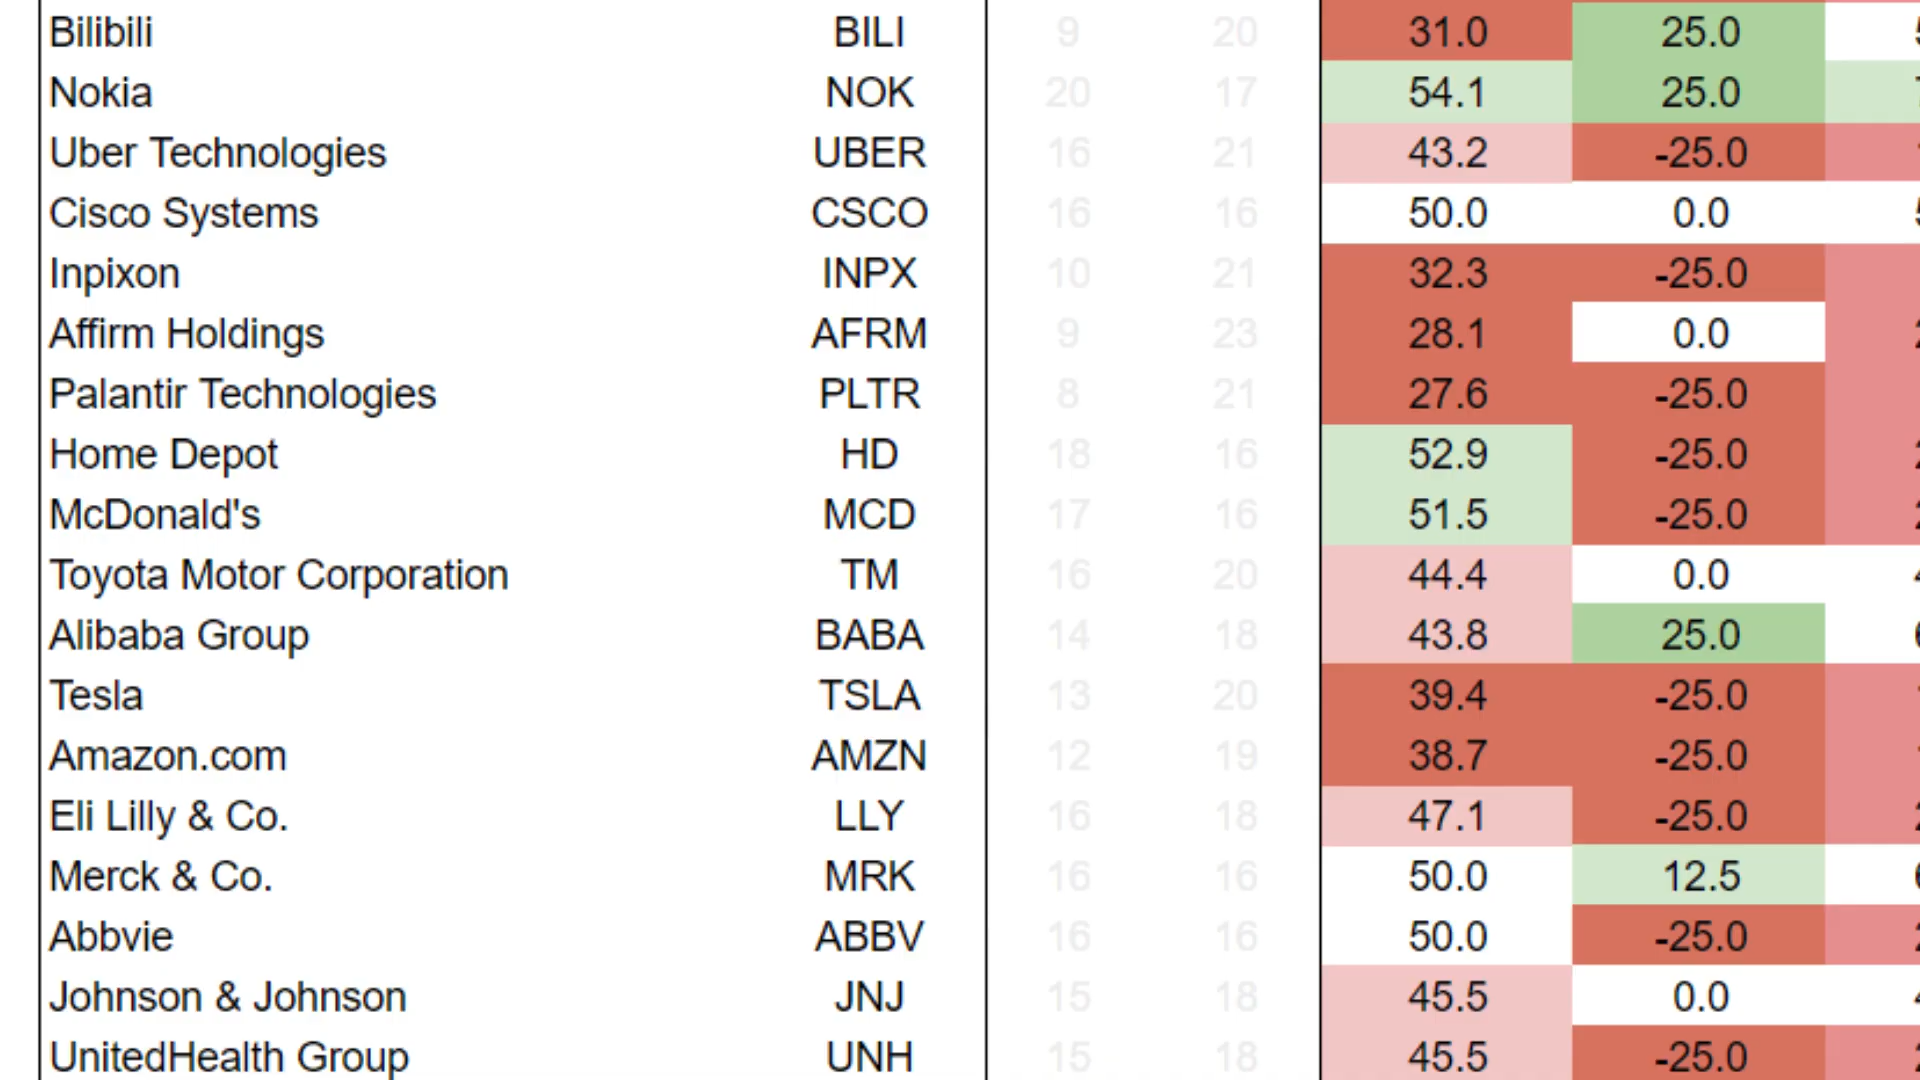 Bilibili BILI 9 20 31.0 25.0
Nokia NOK 20 17 54.1 25.0
Uber Technologies UBER 16 21 43.2 -25.0
Cisco Systems CSCO 16 16 50.0 0.0
Inpixon INPX 10 21 32.3 -25.0
Affirm Holdings AFRM 9 23 28.1 0.0
Palantir Technologies PLTR 8 21 27.6 -25.0
Home Depot HD 18 16 52.9 -25.0
McDonald's MCD 17 16 51.5 -25.0
Toyota Motor Corporation TM 16 20 44.4 0.0
Alibaba Group BABA 14 18 43.8 25.0
Tesla TSLA 13 20 39.4 -25.0
Amazon.com AMZN 12 19 38.7 -25.0
Eli Lilly & Co. LLY 16 18 47.1 -25.0
Merck & Co. MRK 16 16 50.0 12.5
Abbvie ABBV 16 16 50.0 -25.0
Johnson & Johnson JNJ 15 18 45.5 0.0
UnitedHealth Group UNH 15 18 45.5 -25.0